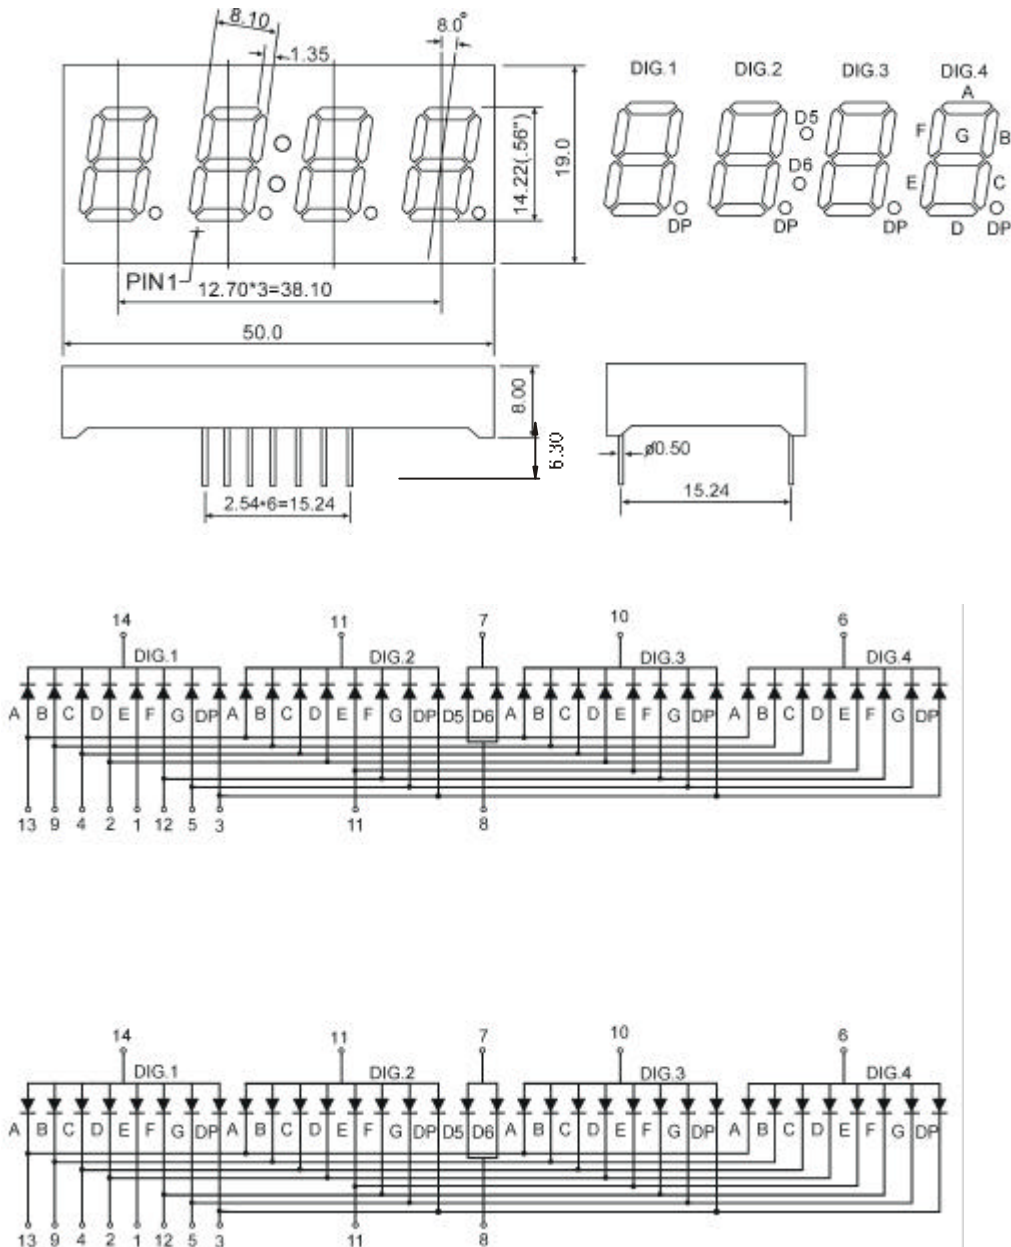 8.10
8.0°
1.35
14.22(.56")
19.0
PIN1
12.70*3=38.10
50.0
DIG.1 DIG.2 DIG.3 DIG.4
A
D5
F G B
D6
E C
DP DP DP D DP
8.00
6.30
2.54*6=15.24
ø0.50
15.24
14 11 7 10 6
DIG.1 DIG.2 DIG.3 DIG.4
A B C D E F G DP A B C D E F G DP D5 D6 A B C D E F G DP A B C D E F G DP
13 9 4 2 1 12 5 3 11 8
14 11 7 10 6
DIG.1 DIG.2 DIG.3 DIG.4
A B C D E F G DP A B C D E F G DP D5 D6 A B C D E F G DP A B C D E F G DP
13 9 4 2 1 12 5 3 11 8